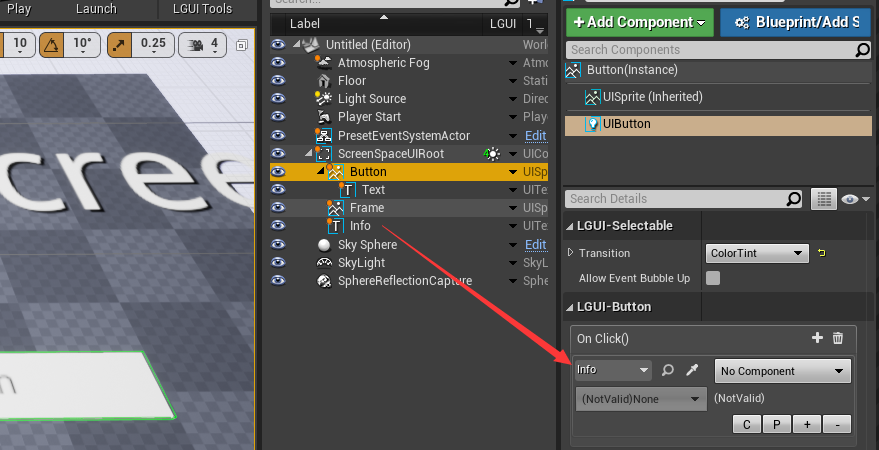 Play
Launch
LGUI Tools
10
10°
0.25
4
cree
n
Search...
Label
LGUI
T
Untitled (Editor)
Worl
Atmospheric Fog
Atmo
Floor
Stati
Light Source
Direc
Player Start
Playe
PresetEventSystemActor
Edit
ScreenSpaceUIRoot
UICo
Button
UISp
Text
UITe
Frame
UISp
Info
UITe
Sky Sphere
Edit
SkyLight
SkyL
SphereReflectionCapture
Sphe
+Add Component
Blueprint/Add S
Search Components
Button(Instance)
UISprite (Inherited)
UIButton
Search Details
LGUI-Selectable
Transition
ColorTint
Allow Event Bubble Up
LGUI-Button
On Click()
Info
No Component
(NotValid)None
(NotValid)
C
P
+
-